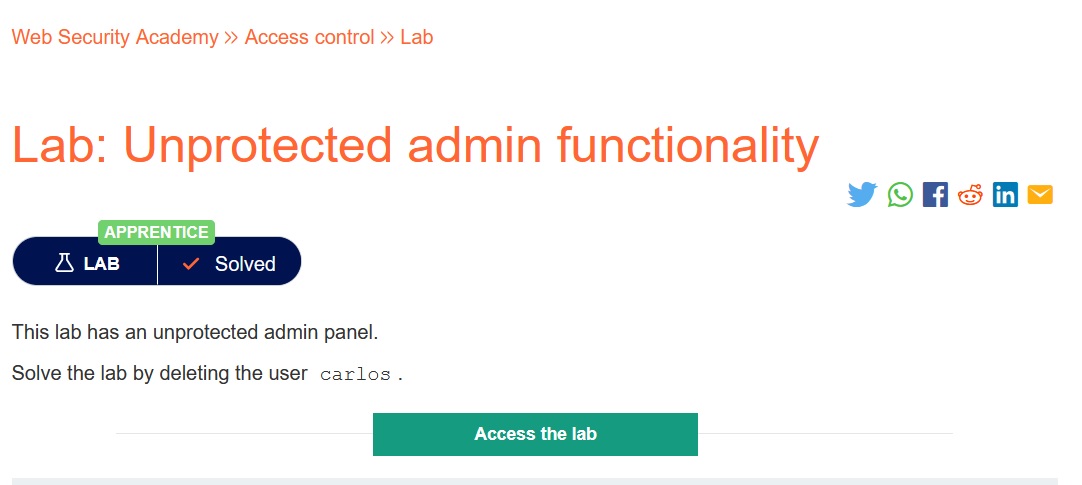 Web Security Academy >> Access control >> Lab
Lab: Unprotected admin functionality
APPRENTICE
LAB Solved
This lab has an unprotected admin panel.
Solve the lab by deleting the user carlos.
Access the lab